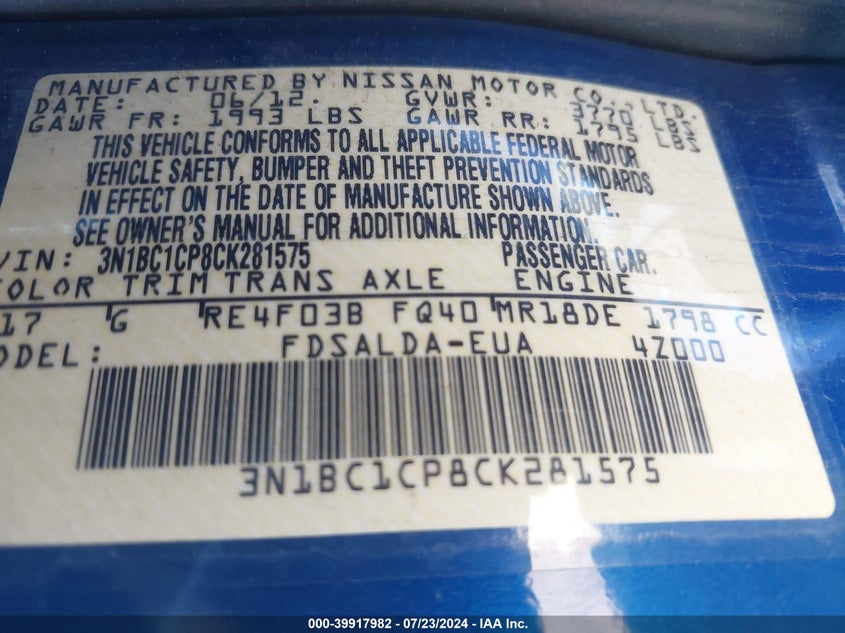 MANUFACTURED BY NISSAN MOTOR CO., LTD.
DATE: 06/12. GVWR: 3770 LBS
GAWR FR: 1993 LBS GAWR RR: 1795 LBS
THIS VEHICLE CONFORMS TO ALL APPLICABLE FEDERAL MOTOR
VEHICLE SAFETY, BUMPER AND THEFT PREVENTION STANDARDS
IN EFFECT ON THE DATE OF MANUFACTURE SHOWN ABOVE.
SEE OWNER'S MANUAL FOR ADDITIONAL INFORMATION.
VIN: 3N1BC1CP8CK281575 PASSENGER CAR.
COLOR TRIM TRANS AXLE ENGINE
17 G RE4F03B FQ40 MR18DE 1798 CC
ODEL: FDSALDA-EUA 4Z000
3N1BC1CP8CK281575
000-39917982 / 07/23/2024 - IAA Inc.